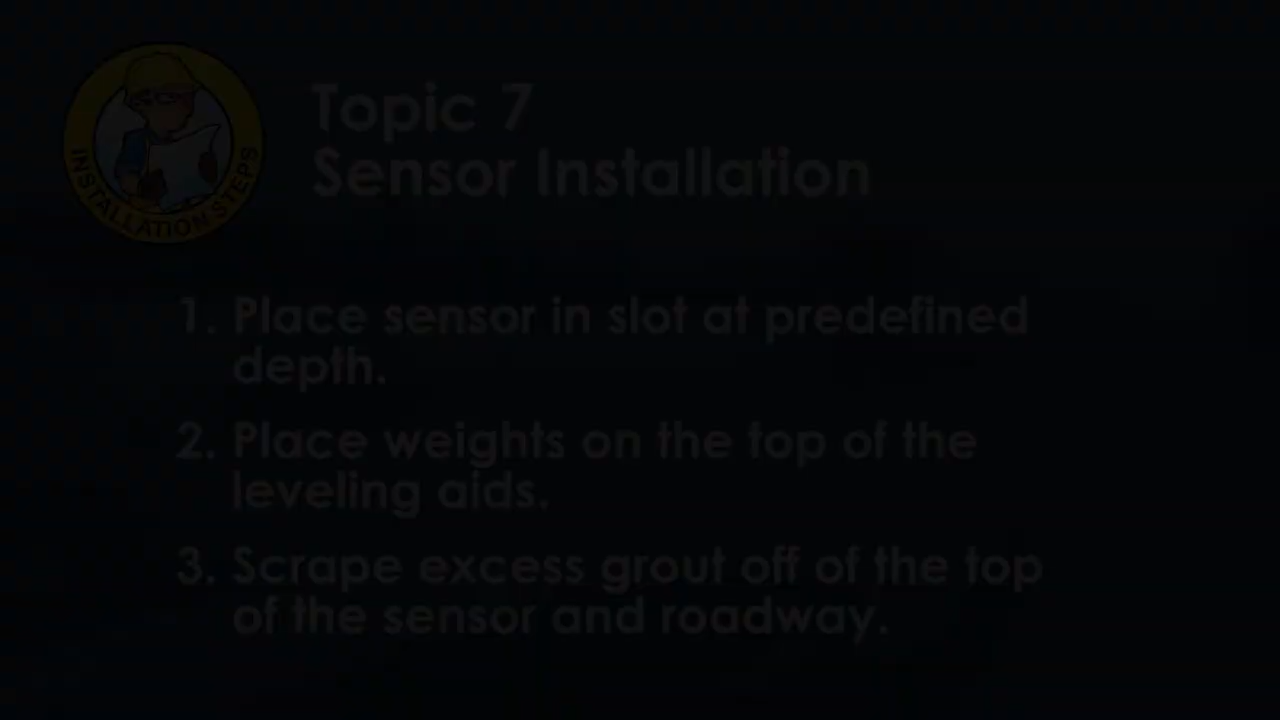 INSTALLATION STEPS
Topic 7
Sensor Installation
1. Place sensor in slot at predefined
depth.
2. Place weights on the top of the
leveling aids.
3. Scrape excess grout off of the top
of the sensor and roadway.